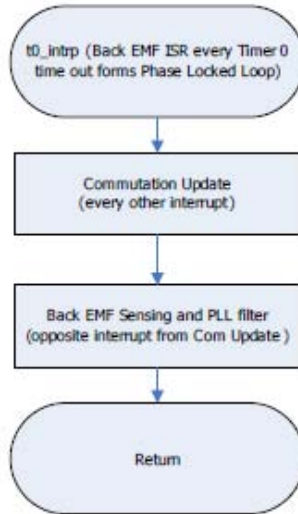 t0_intrp (Back EMF ISR every Timer 0
time out forms Phase Locked Loop)
Commutation Update
(every other interrupt)
Back EMF Sensing and PLL filter
(opposite interrupt from Com Update )
Return